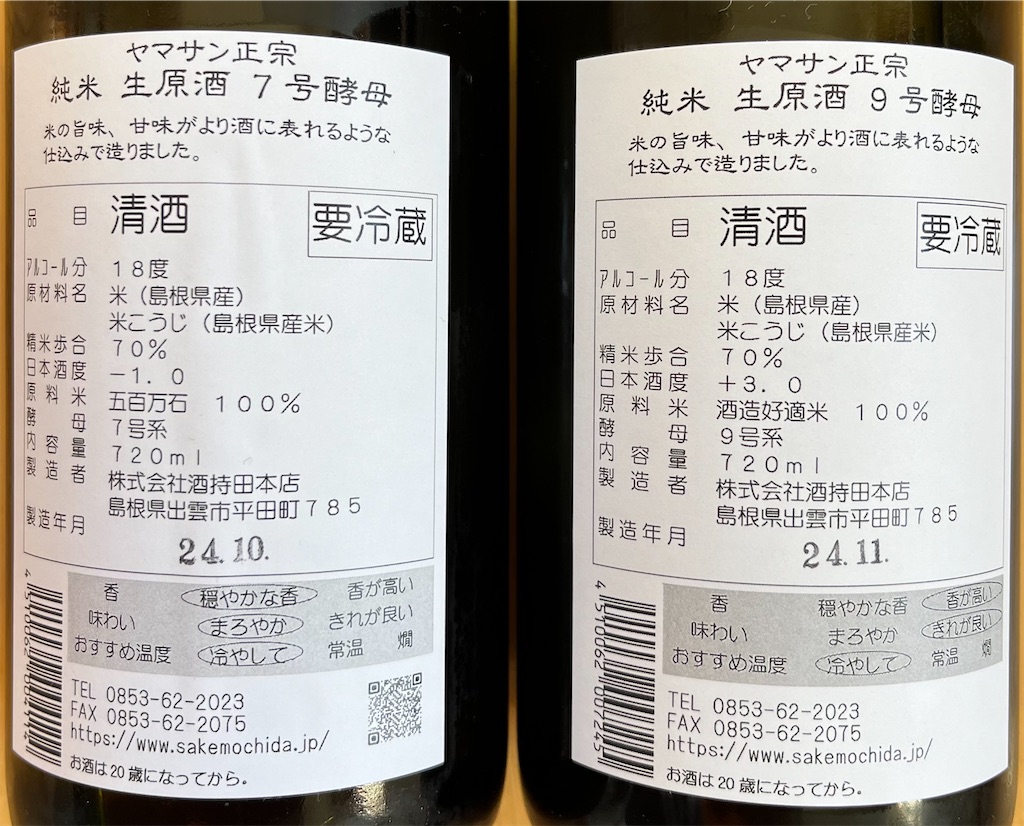 ヤマサン正宗
純米 生原酒 7号酵母
米の旨味、甘味がより酒に表れるような
仕込みで造りました。
品目 清酒 要冷蔵
アルコール分 18度
原材料名 米（島根県産）
米こうじ（島根県産米）
精米歩合 70%
日本酒度 －1.0
原料米 五百万石 100%
酵母 7号系
内容量 720ml
製造者 株式会社酒持田本店
島根県出雲市平田町785
製造年月 24.10.
香 穏やかな香 香が高い
味わい まろやか きれが良い
おすすめ温度 冷やして 常温 燗
TEL 0853-62-2023
FAX 0853-62-2075
https://www.sakemochida.jp/
お酒は20歳になってから。
ヤマサン正宗
純米 生原酒 9号酵母
米の旨味、甘味がより酒に表れるような
仕込みで造りました。
品目 清酒 要冷蔵
アルコール分 18度
原材料名 米（島根県産）
米こうじ（島根県産米）
精米歩合 70%
日本酒度 ＋3.0
原料米 酒造好適米 100%
酵母 9号系
内容量 720ml
製造者 株式会社酒持田本店
島根県出雲市平田町785
製造年月 24.11.
香 穏やかな香 香が高い
味わい まろやか きれが良い
おすすめ温度 冷やして 常温 燗
4 510062 007245
TEL 0853-62-2023
FAX 0853-62-2075
https://www.sakemochida.jp/
お酒は20歳になってから。